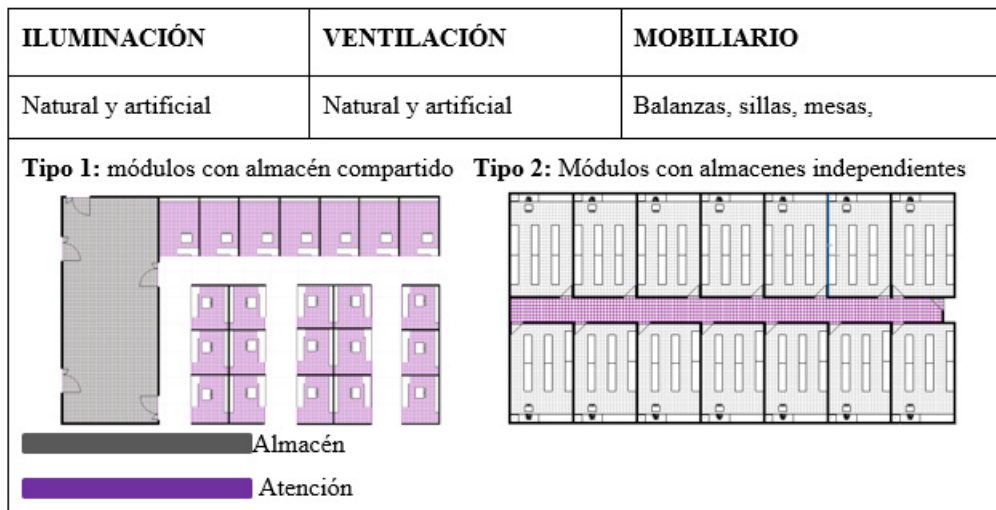 ILUMINACIÓN VENTILACIÓN MOBILIARIO
Natural y artificial Natural y artificial Balanzas, sillas, mesas,
Tipo 1: módulos con almacén compartido Tipo 2: Módulos con almacenes independientes
Almacén
Atención